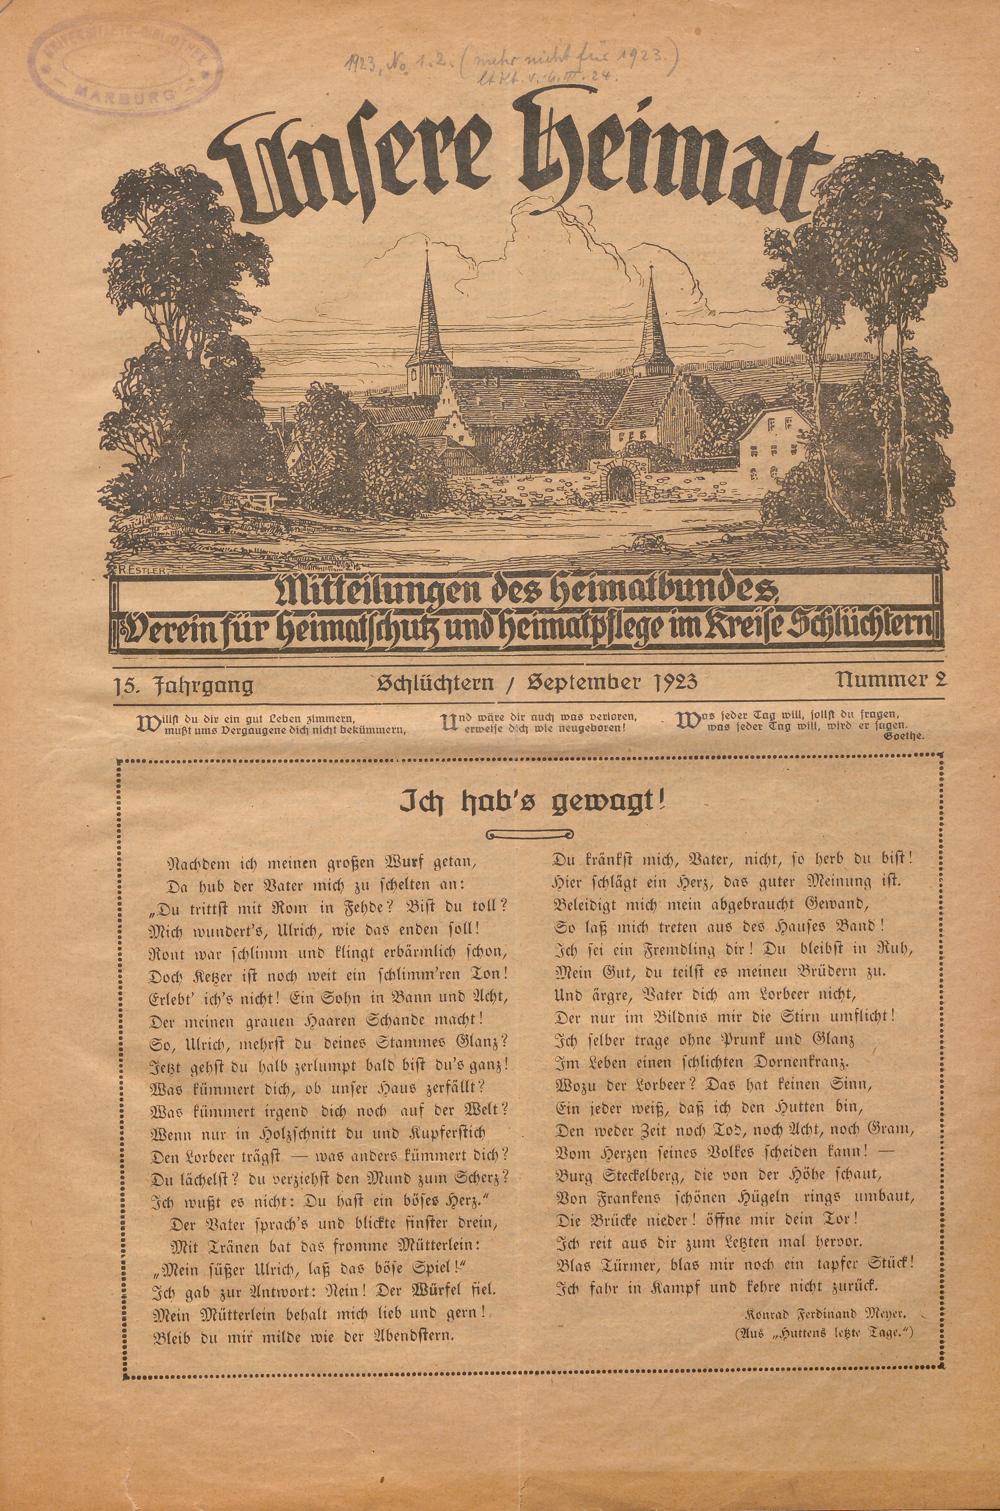 UNIVERSITÄTS-BIBLIOTHEK
MARBURG
1923, No 1.2. (mehr nicht für 1923.)
Unsere Heimat
R. ESTLER
Mitteilungen des Heimatbundes,
Verein für Heimatschutz und Heimatpflege im Kreise Schlüchtern
15. Jahrgang Schlüchtern / September 1923 Nummer 2
Willst du dir ein gut Leben zimmern,
mußt ums Vergangene dich nicht bekümmern,
Und wäre dir auch was verloren,
erweise dich wie neugeboren!
Was jeder Tag will, sollst du fragen,
was jeder Tag will, wird er sagen.
Goethe.
Ich hab's gewagt!
Nachdem ich meinen großen Wurf getan,
Da hub der Vater mich zu schelten an:
„Du trittst mit Rom in Fehde? Bist du toll?
Mich wundert's, Ulrich, wie das enden soll!
Rom war schlimm und klingt erbärmlich schon,
Doch Ketzer ist noch weit ein schlimm'ren Ton!
Erlebt' ich's nicht! Ein Sohn in Bann und Acht,
Der meinen grauen Haaren Schande macht!
So, Ulrich, mehrst du deines Stammes Glanz?
Jetzt gehst du halb zerlumpt bald bist du's ganz!
Was kümmert dich, ob unser Haus zerfällt?
Was kümmert irgend dich noch auf der Welt?
Wenn nur in Holzschnitt du und Kupferstich
Den Lorbeer trägst — was anders kümmert dich?
Du lächelst? du verziehst den Mund zum Scherz?
Ich wußt es nicht: Du hast ein böses Herz.“
Der Vater sprach's und blickte finster drein,
Mit Tränen bat das fromme Mütterlein:
„Mein süßer Ulrich, laß das böse Spiel!“
Ich gab zur Antwort: Nein! Der Würfel fiel.
Mein Mütterlein behalt mich lieb und gern!
Bleib du mir milde wie der Abendstern.
Du kränkst mich, Vater, nicht, so herb du bist!
Hier schlägt ein Herz, das guter Meinung ist.
Beleidigt mich mein abgebraucht Gewand,
So laß mich treten aus des Hauses Band!
Ich sei ein Fremdling dir! Du bleibst in Ruh,
Mein Gut, du teilst es meinen Brüdern zu.
Und ärgre, Vater dich am Lorbeer nicht,
Der nur im Bildnis mir die Stirn umflicht!
Ich selber trage ohne Prunk und Glanz
Im Leben einen schlichten Dornenkranz.
Wozu der Lorbeer? Das hat keinen Sinn,
Ein jeder weiß, daß ich den Hutten bin,
Den weder Zeit noch Tod, noch Acht, noch Gram,
Vom Herzen seines Volkes scheiden kann! —
Burg Steckelberg, die von der Höhe schaut,
Von Frankens schönen Hügeln rings umbaut,
Die Brücke nieder! öffne mir dein Tor!
Ich reit aus dir zum Letzten mal hervor.
Blas Türmer, blas mir noch ein tapfer Stück!
Ich fahr in Kampf und kehre nicht zurück.
Konrad Ferdinand Meyer.
(Aus „Huttens letzte Tage.“)